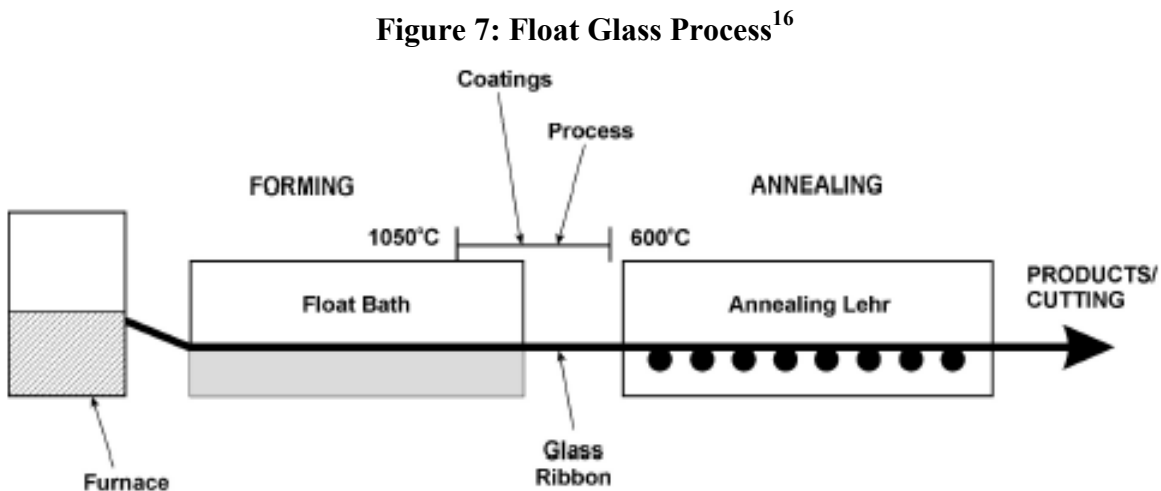 Figure 7: Float Glass Process16
Coatings
Process
FORMING
ANNEALING
1050°C
600°C
Float Bath
Annealing Lehr
PRODUCTS/
CUTTING
Glass
Ribbon
Furnace